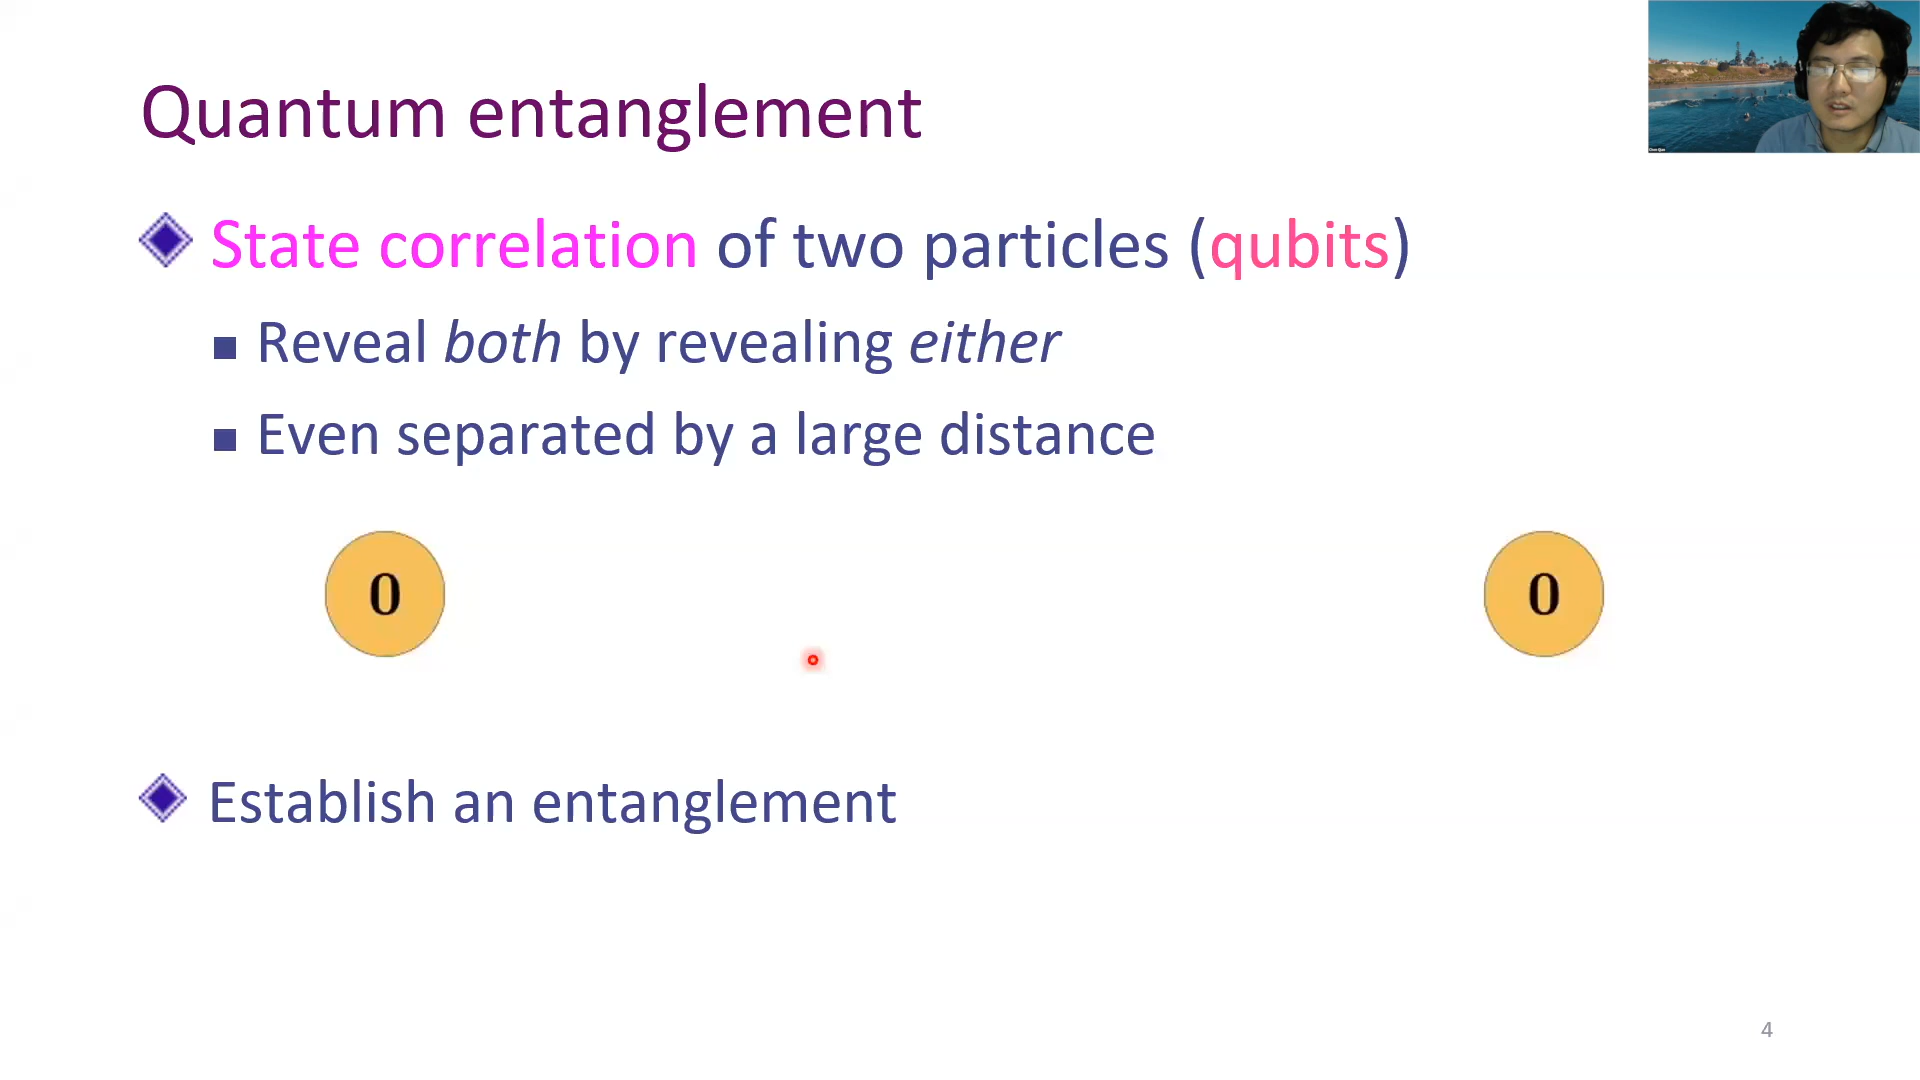 Quantum entanglement
State correlation of two particles (qubits)
Reveal both by revealing either
Even separated by a large distance
0 0
Establish an entanglement
4